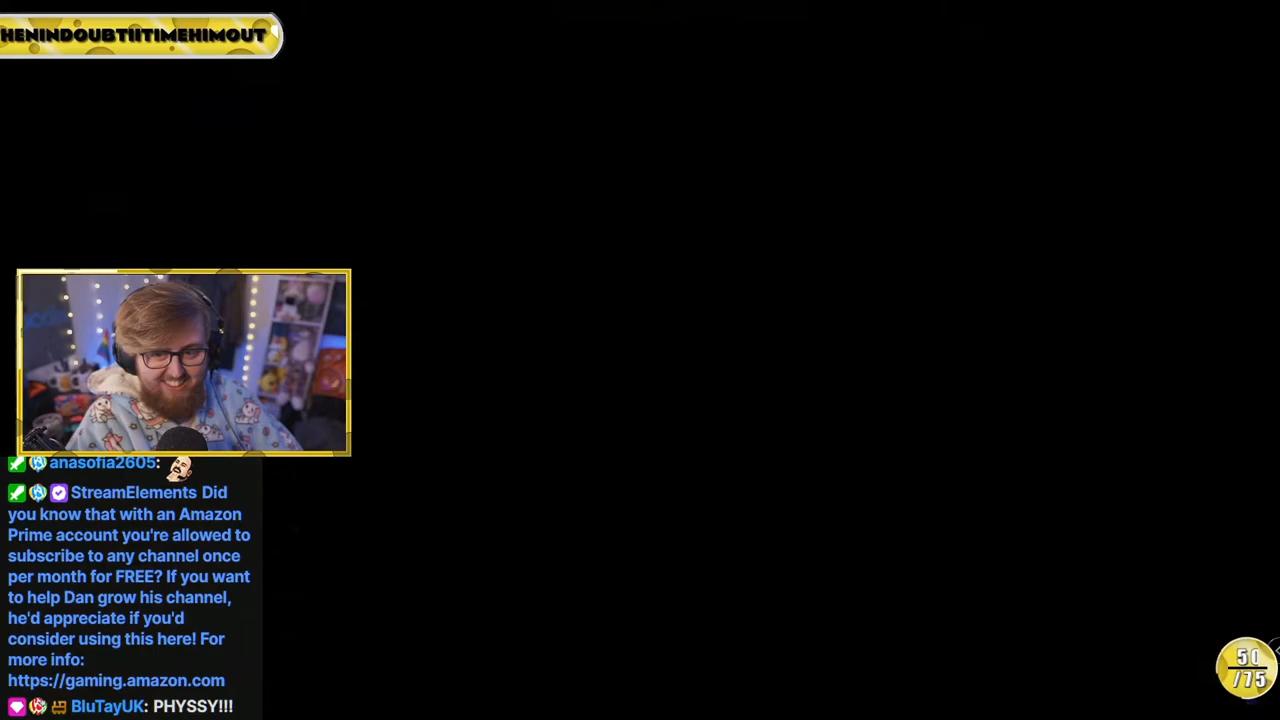 HENINDOUBTIITIMEHIMOUT
anasofia2605:
StreamElements Did
you know that with an Amazon
Prime account you're allowed to
subscribe to any channel once
per month for FREE? If you want
to help Dan grow his channel,
he'd appreciate if you'd
consider using this here! For
more info:
https://gaming.amazon.com
BluTayUK: PHYSSY!!!
50
/75